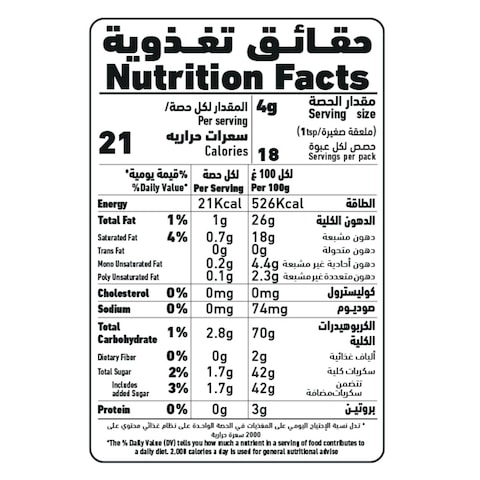 حقائق تغذوية
Nutrition Facts
المقدار لكل حصة/ 4g مقدار الحصة
Per serving Serving size
21 سعرات حراريه (ملعقة صغيرة/1tsp)
Calories 18 حصص لكل عبوة
Servings per pack
%قيمة يومية* لكل حصة لكل 100 غ
%Daily Value* Per Serving Per 100g
Energy 21Kcal 526Kcal الطاقة
Total Fat 1% 1g 26g الدهون الكلية
Saturated Fat 4% 0.7g 18g دهون مشبعة
Trans Fat 0g 0g دهون متحولة
Mono Unsaturated Fat 0.2g 4.4g دهون أحادية غير مشبعة
Poly Unsaturated Fat 0.1g 2.3g دهون متعددة غير مشبعة
Cholesterol 0% 0mg 0mg كوليسترول
Sodium 0% 0mg 74mg صوديوم
Total Carbohydrate 1% 2.8g 70g الكربوهيدرات الكلية
Dietary Fiber 0% 0g 2g ألياف غذائية
Total Sugar 2% 1.7g 42g سكريات كلية
Includes added Sugar 3% 1.7g 42g تتضمن سكريات مضافة
Protein 0% 0g 3g بروتين
* تدل نسبة الإحتياج اليومي على المغذيات في الحصة الواحدة على نظام غذائي محتوي على
2000 سعرة حرارية
*The % Daily Value (DV) tells you how much a nutrient in a serving of food contributes to
a daily diet. 2,000 calories a day is used for general nutritional advise